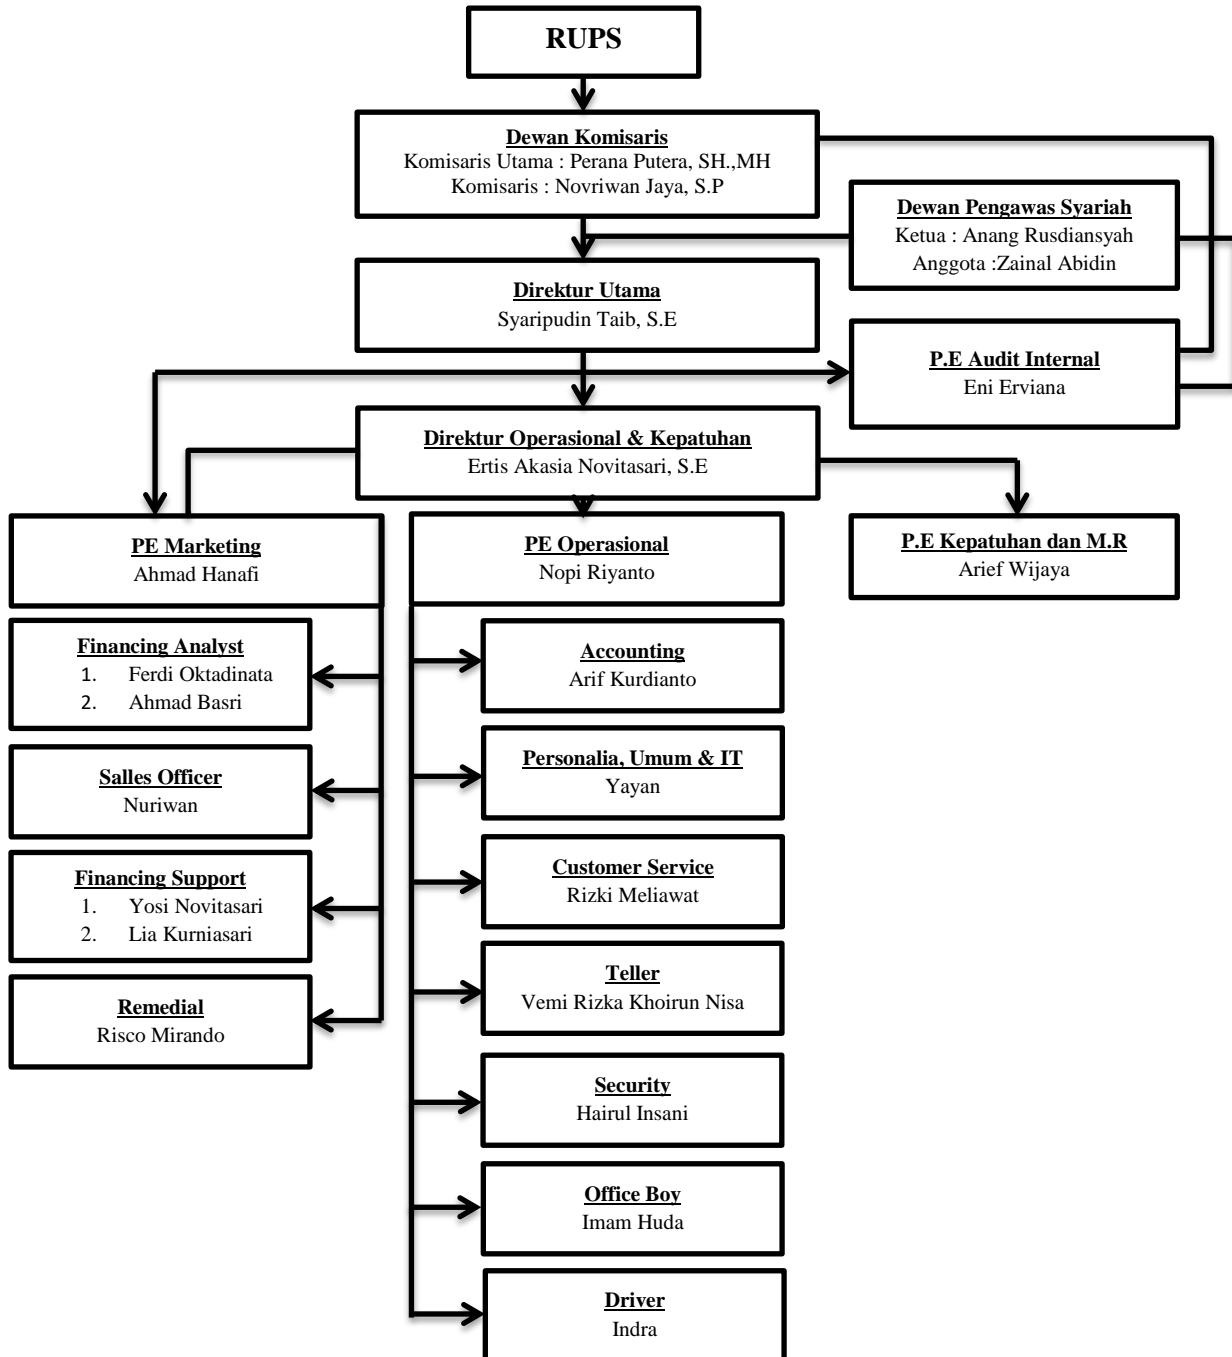 RUPS
Dewan Komisaris
Komisaris Utama : Perana Putera, SH.,MH
Komisaris : Novriwan Jaya, S.P
Dewan Pengawas Syariah
Ketua : Anang Rusdiansyah
Anggota :Zainal Abidin
Direktur Utama
Syaripudin Taib, S.E
P.E Audit Internal
Eni Erviana
Direktur Operasional & Kepatuhan
Ertis Akasia Novitasari, S.E
PE Marketing
Ahmad Hanafi
PE Operasional
Nopi Riyanto
P.E Kepatuhan dan M.R
Arief Wijaya
Financing Analyst
1. Ferdi Oktadinata
2. Ahmad Basri
Salles Officer
Nuriwan
Financing Support
1. Yosi Novitasari
2. Lia Kurniasari
Remedial
Risco Mirando
Accounting
Arif Kurdianto
Personalia, Umum & IT
Yayan
Customer Service
Rizki Meliawat
Teller
Vemi Rizka Khoirun Nisa
Security
Hairul Insani
Office Boy
Imam Huda
Driver
Indra